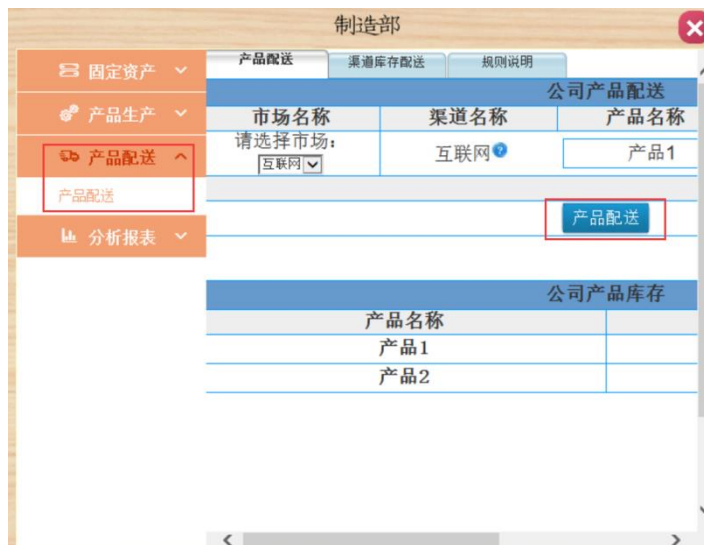 制造部
固定资产
产品生产
产品配送
产品配送
分析报表
产品配送 渠道库存配送 规则说明
公司产品配送
市场名称 渠道名称 产品名称
请选择市场：
互联网
互联网 产品1
产品配送
公司产品库存
产品名称
产品1
产品2